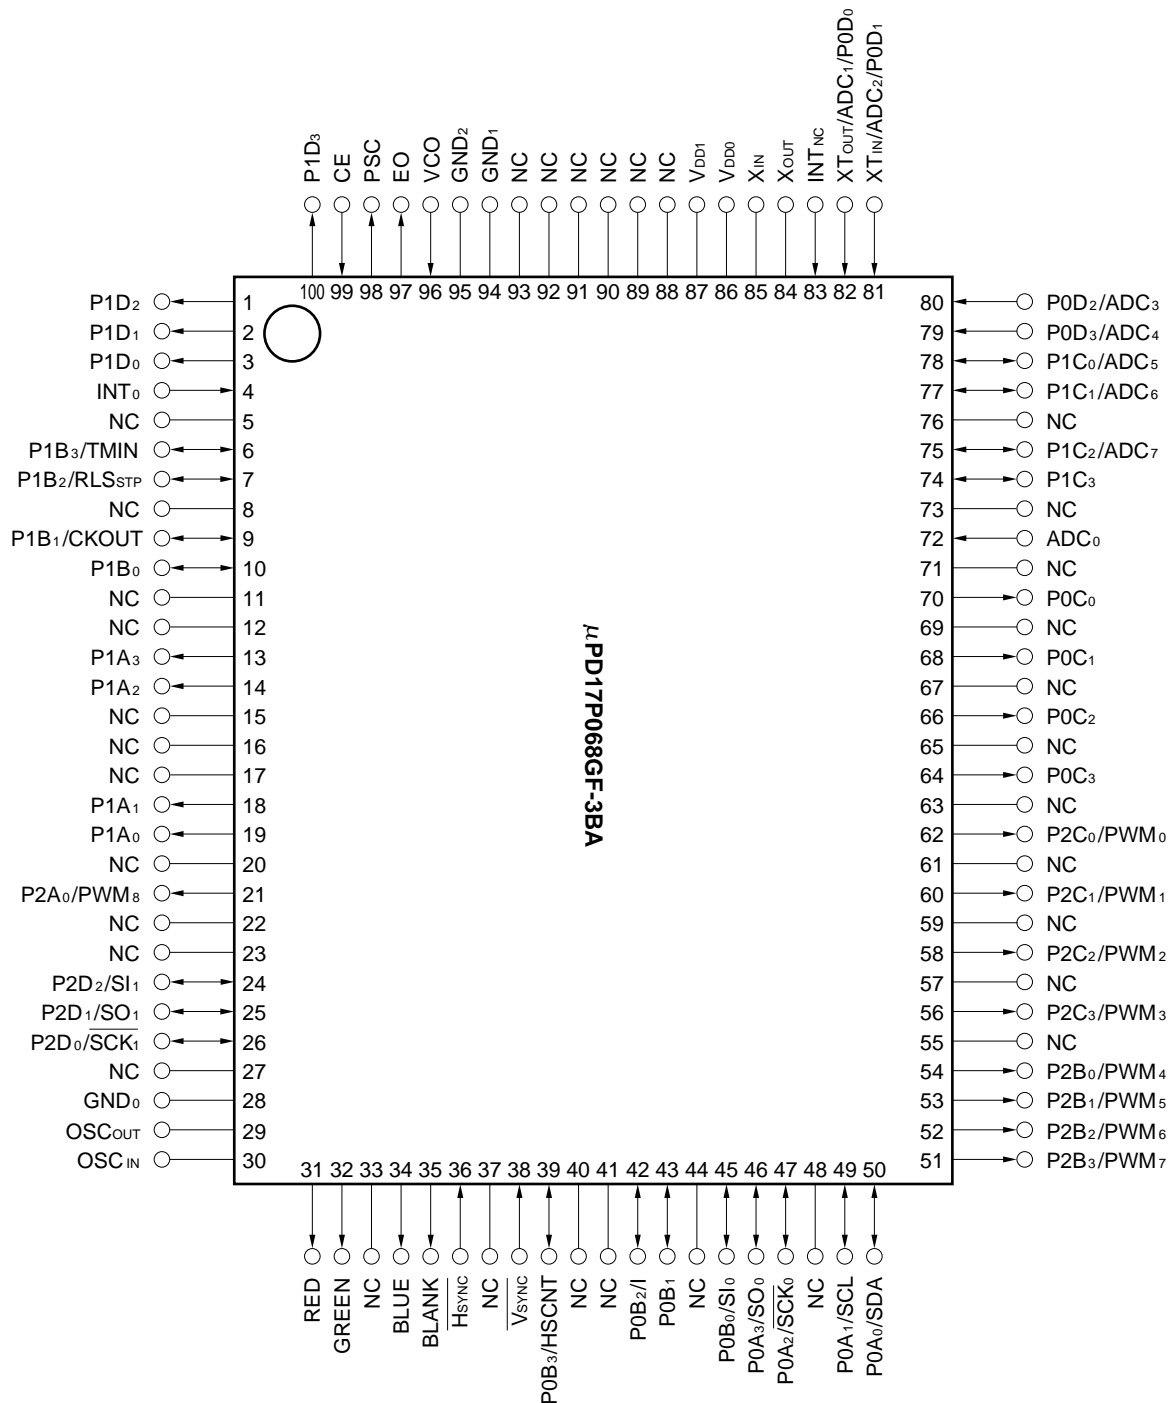 P1D3
CE
PSC
EO
VCO
GND2
GND1
NC
NC
NC
NC
NC
NC
VDD1
VDD0
XIN
XOUT
INTNC
XTOUT/ADC1/P0D0
XTIN/ADC2/P0D1
100 99 98 97 96 95 94 93 92 91 90 89 88 87 86 85 84 83 82 81
P1D2 1
P1D1 2
P1D0 3
INT0 4
NC 5
P1B3/TMIN 6
P1B2/RLSSTP 7
NC 8
P1B1/CKOUT 9
P1B0 10
NC 11
NC 12
P1A3 13
P1A2 14
NC 15
NC 16
NC 17
P1A1 18
P1A0 19
NC 20
P2A0/PWM8 21
NC 22
NC 23
P2D2/SI1 24
P2D1/SO1 25
P2D0/SCK1 26
NC 27
GND0 28
OSCOUT 29
OSCIN 30
μPD17P068GF-3BA
80 P0D2/ADC3
79 P0D3/ADC4
78 P1C0/ADC5
77 P1C1/ADC6
76 NC
75 P1C2/ADC7
74 P1C3
73 NC
72 ADC0
71 NC
70 P0C0
69 NC
68 P0C1
67 NC
66 P0C2
65 NC
64 P0C3
63 NC
62 P2C0/PWM0
61 NC
60 P2C1/PWM1
59 NC
58 P2C2/PWM2
57 NC
56 P2C3/PWM3
55 NC
54 P2B0/PWM4
53 P2B1/PWM5
52 P2B2/PWM6
51 P2B3/PWM7
31 32 33 34 35 36 37 38 39 40 41 42 43 44 45 46 47 48 49 50
RED
GREEN
NC
BLUE
BLANK
HSYNC
NC
VSYNC
P0B3/HSCNT
NC
NC
P0B2/I
P0B1
NC
P0B0/SI0
P0A3/SO0
P0A2/SCK0
NC
P0A1/SCL
P0A0/SDA